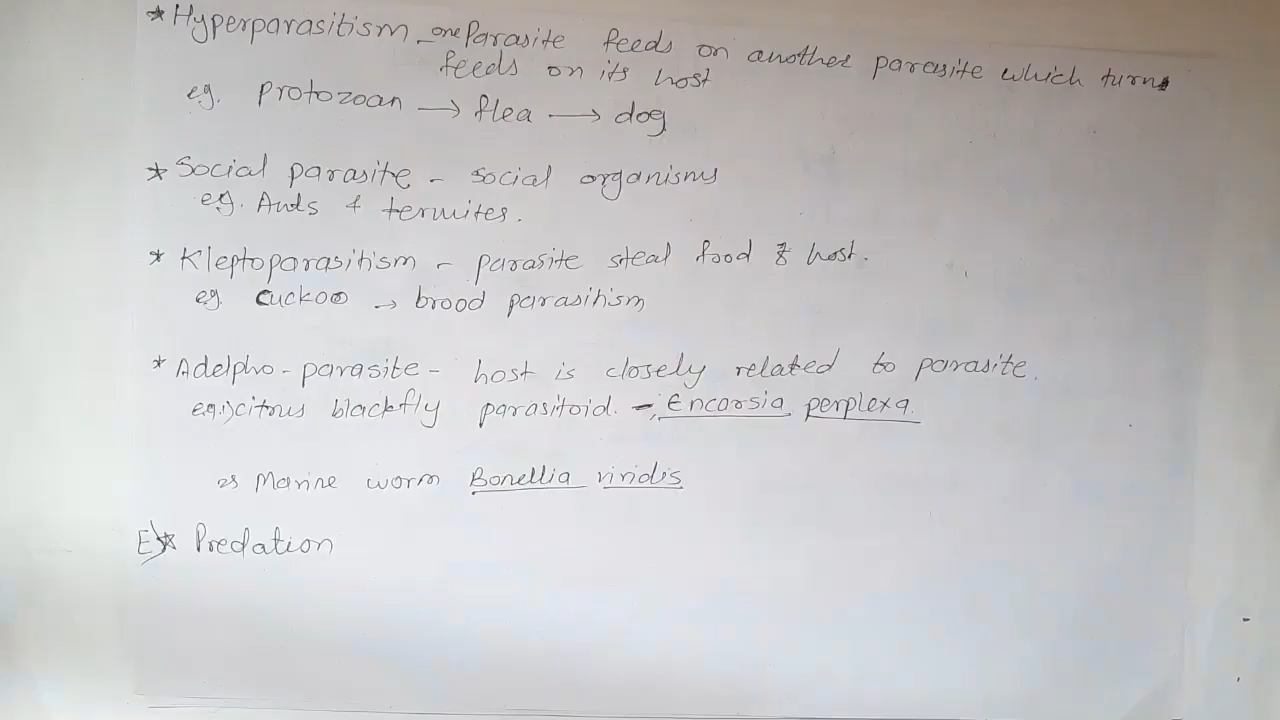 * Hyperparasitism - one Parasite feeds on another parasite which turns
feeds on its host
eg. protozoan → flea → dog
* Social parasite - social organisms
eg. Ants & termites.
* Kleptoparasitism - parasite steal food & host.
eg. cuckoo → brood parasitism
* Adelpho-parasite - host is closely related to parasite.
eg. 1) citrus blackfly parasitoid. - Encarsia perplexa.
2) Marine worm Bonellia viridis
E)* Predation